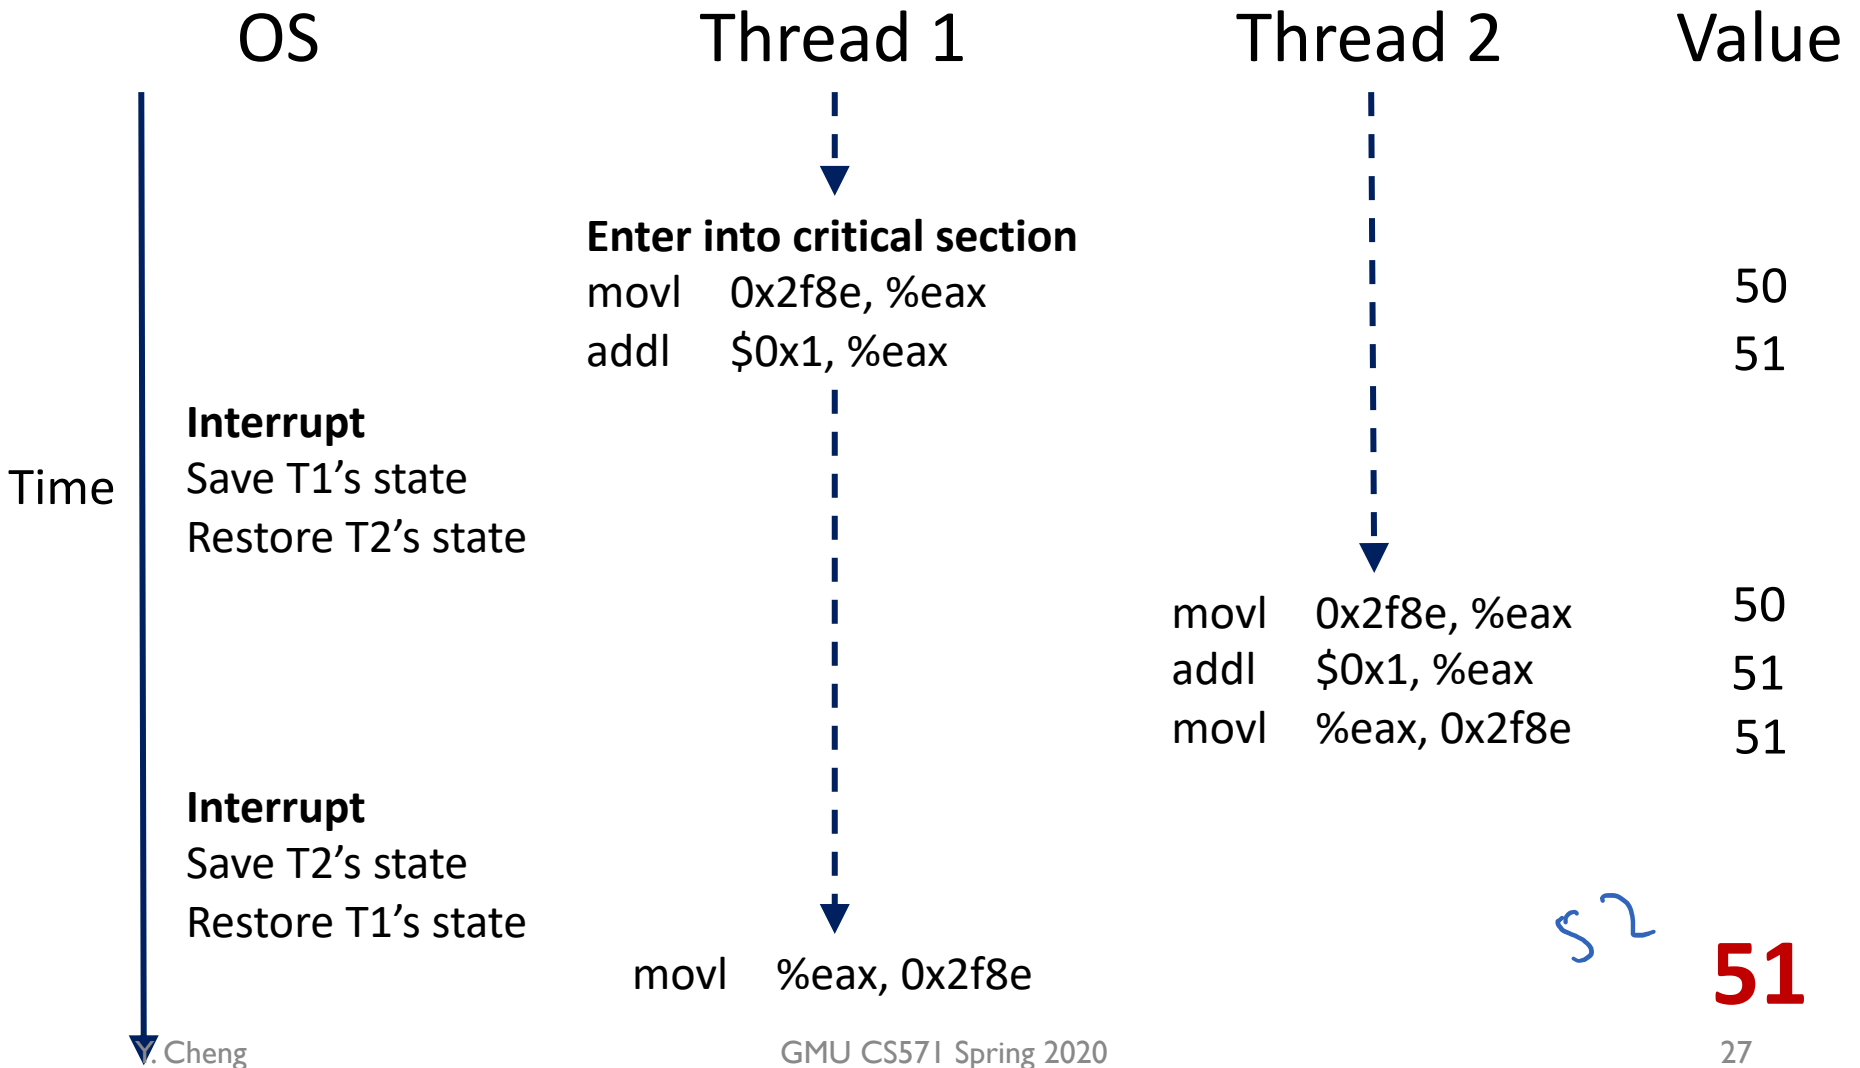 OS Thread 1 Thread 2 Value
Enter into critical section
movl 0x2f8e, %eax 50
addl $0x1, %eax 51
Interrupt
Time Save T1’s state
Restore T2’s state
movl 0x2f8e, %eax 50
addl $0x1, %eax 51
movl %eax, 0x2f8e 51
Interrupt
Save T2’s state
Restore T1’s state 52
movl %eax, 0x2f8e 51
Y. Cheng GMU CS571 Spring 2020 27